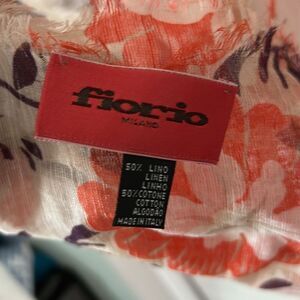 fiorio
MILANO
50% LINO
LINEN
LINHO
50% COTONE
COTTON
ALGODAO
MADE IN ITALY